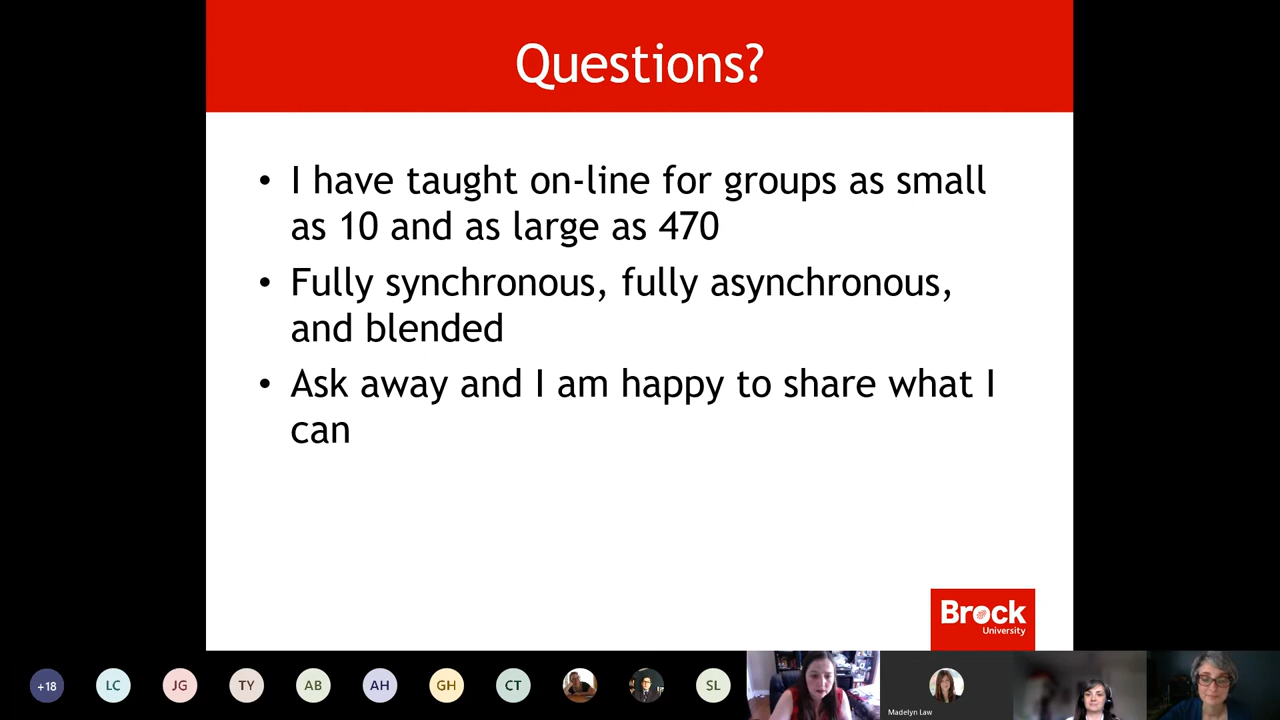 Questions?
• I have taught on-line for groups as small
as 10 and as large as 470
• Fully synchronous, fully asynchronous,
and blended
• Ask away and I am happy to share what I
can
Brock
University
+18
LC
JG
TY
AB
AH
GH
CT
SL
Madelyn Law